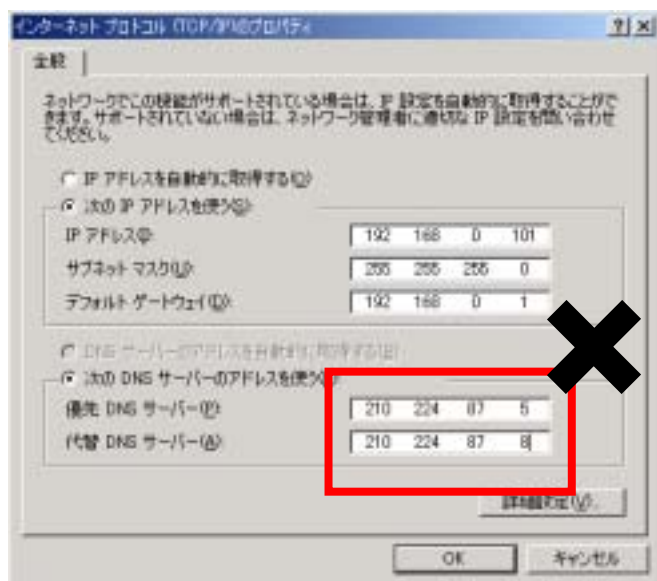 インターネット プロトコル (TCP/IP)のプロパティ
全般
ネットワークでこの機能がサポートされている場合は、IP 設定を自動的に取得することがで
きます。サポートされていない場合は、ネットワーク管理者に適切な IP 設定を問い合わせ
てください。
IP アドレスを自動的に取得する(O)
次の IP アドレスを使う(S):
IP アドレス(I): 192 168 0 101
サブネット マスク(U): 255 255 255 0
デフォルト ゲートウェイ(D): 192 168 0 1
DNS サーバーのアドレスを自動的に取得する(B)
次の DNS サーバーのアドレスを使う(E):
優先 DNS サーバー(P): 210 224 87 5
代替 DNS サーバー(A): 210 224 87 8
詳細設定(V)...
OK キャンセル